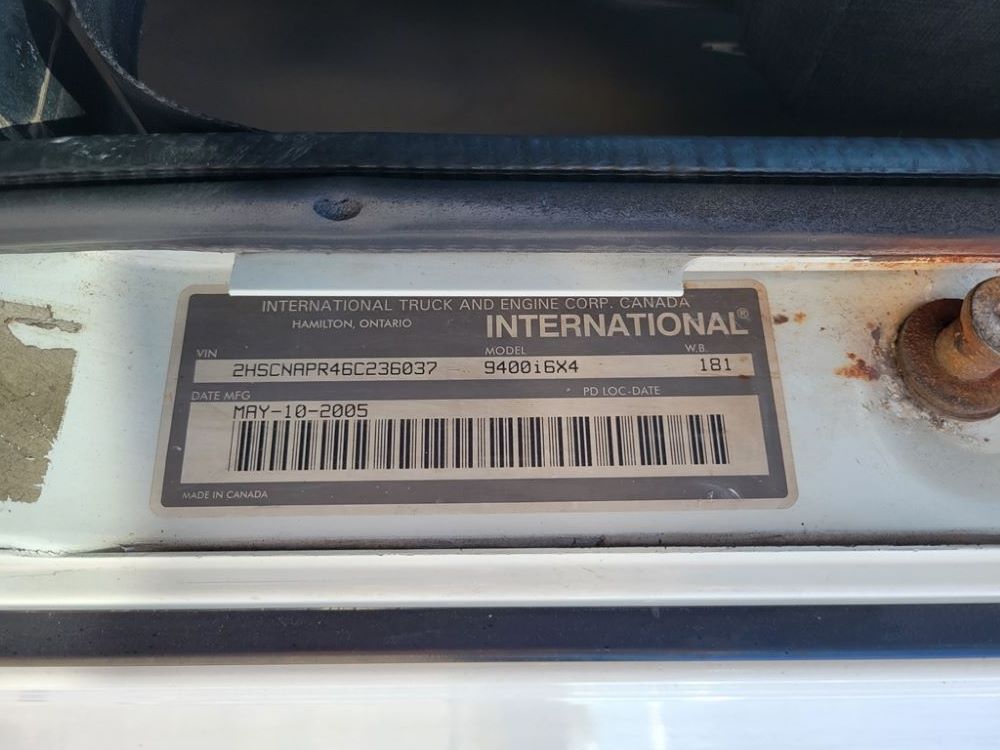 INTERNATIONAL TRUCK AND ENGINE CORP. CANADA
HAMILTON, ONTARIO INTERNATIONAL®
VIN MODEL W.B.
2HSCNAPR46C236037 9400i6X4 181
DATE MFG PD LOC-DATE
MAY-10-2005
MADE IN CANADA